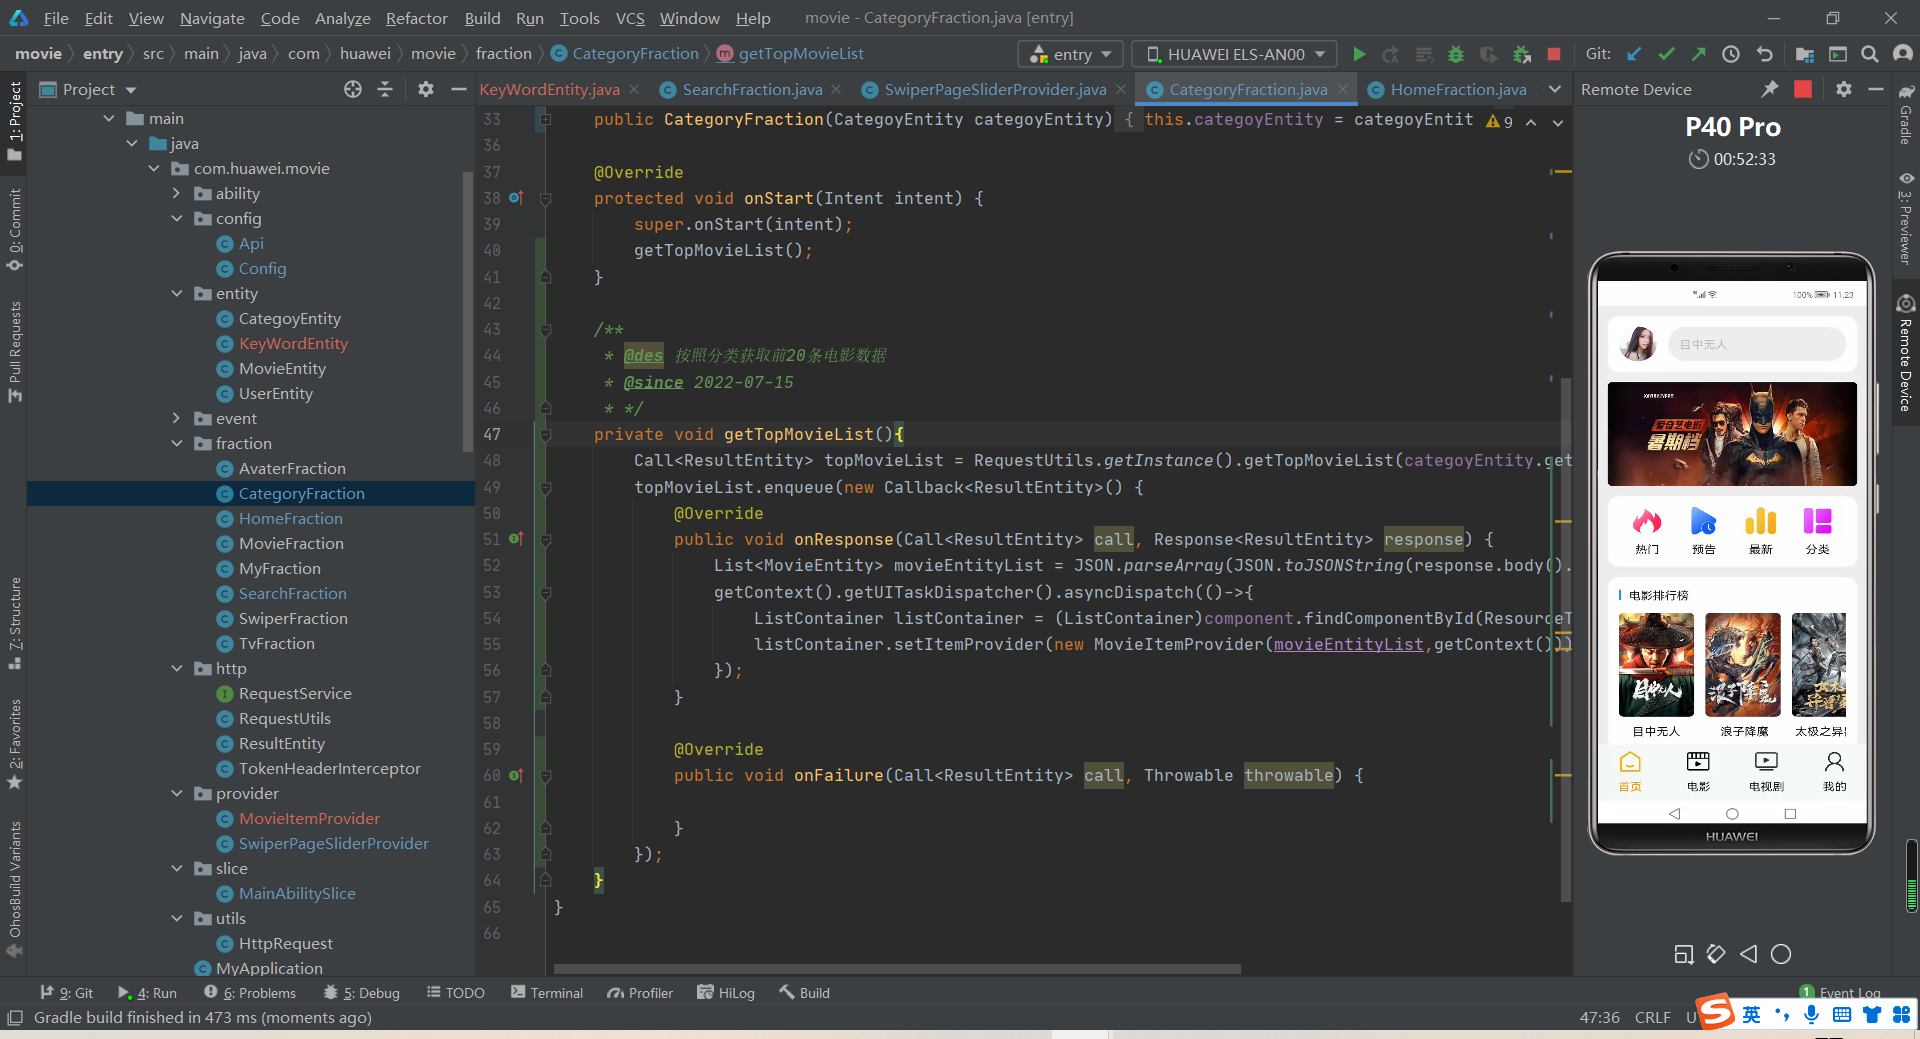 File Edit View Navigate Code Analyze Refactor Build Run Tools VCS Window Help movie - CategoryFraction.java [entry]
movie entry src main java com huawei movie fraction CategoryFraction getTopMovieList entry HUAWEI ELS-AN00 Git:
Project
KeyWordEntity.java SearchFraction.java SwiperPageSliderProvider.java CategoryFraction.java HomeFraction.java
Remote Device
1: Project
0: Commit
Pull Requests
7: Structure
2: Favorites
OhosBuild Variants
main
java
com.huawei.movie
ability
config
Api
Config
entity
CategoyEntity
KeyWordEntity
MovieEntity
UserEntity
event
fraction
AvaterFraction
CategoryFraction
HomeFraction
MovieFraction
MyFraction
SearchFraction
SwiperFraction
TvFraction
http
RequestService
RequestUtils
ResultEntity
TokenHeaderInterceptor
provider
MovieItemProvider
SwiperPageSliderProvider
slice
MainAbilitySlice
utils
HttpRequest
MyApplication
33 public CategoryFraction(CategoyEntity categoyEntity) { this.categoyEntity = categoyEntit 9
36
37 @Override
38 protected void onStart(Intent intent) {
39 super.onStart(intent);
40 getTopMovieList();
41 }
42
43 /**
44 * @des 按照分类获取前20条电影数据
45 * @since 2022-07-15
46 * */
47 private void getTopMovieList(){
48 Call<ResultEntity> topMovieList = RequestUtils.getInstance().getTopMovieList(categoyEntity.get
49 topMovieList.enqueue(new Callback<ResultEntity>() {
50 @Override
51 public void onResponse(Call<ResultEntity> call, Response<ResultEntity> response) {
52 List<MovieEntity> movieEntityList = JSON.parseArray(JSON.toJSONString(response.body().
53 getContext().getUITaskDispatcher().asyncDispatch(()->{
54 ListContainer listContainer = (ListContainer)component.findComponentById(ResourceT
55 listContainer.setItemProvider(new MovieItemProvider(movieEntityList,getContext()))
56 });
57 }
58
59 @Override
60 public void onFailure(Call<ResultEntity> call, Throwable throwable) {
61
62 }
63 });
64 }
65 }
66
P40 Pro
00:52:33
100% 11:23
目中无人
爱奇艺电影
暑期档
热门 预告 最新 分类
电影排行榜
目中无人
浪子降魔
目中无人 浪子降魔 太极之异
首页 电影 电视剧 我的
HUAWEI
Gradle
3: Previewer
Remote Device
9: Git 4: Run 6: Problems 5: Debug TODO Terminal Profiler HiLog Build 1 Event Log
Gradle build finished in 473 ms (moments ago) 47:36 CRLF U
S 英